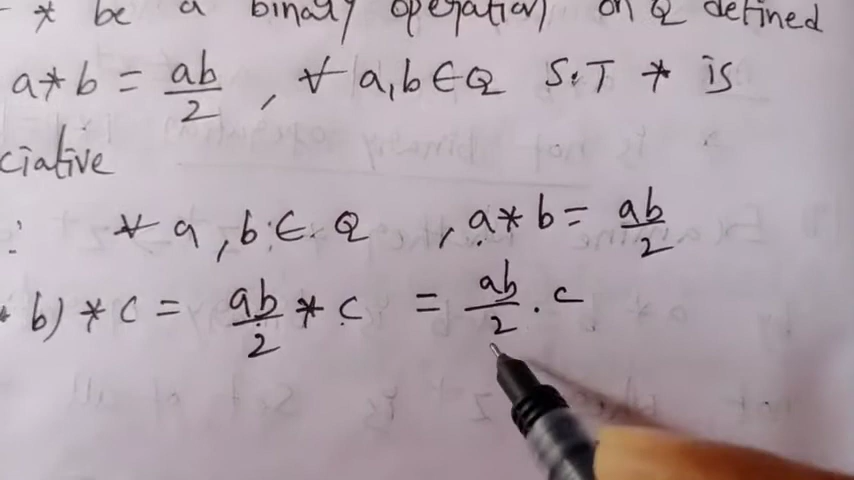 * be a binary operation on Q defined
a*b = ab/2 , ∀ a,b∈Q S.T * is
ciative
∴ ∀ a, b ∈ Q , a*b = ab/2
b) * c = ab/2 * c = ab/2 . c